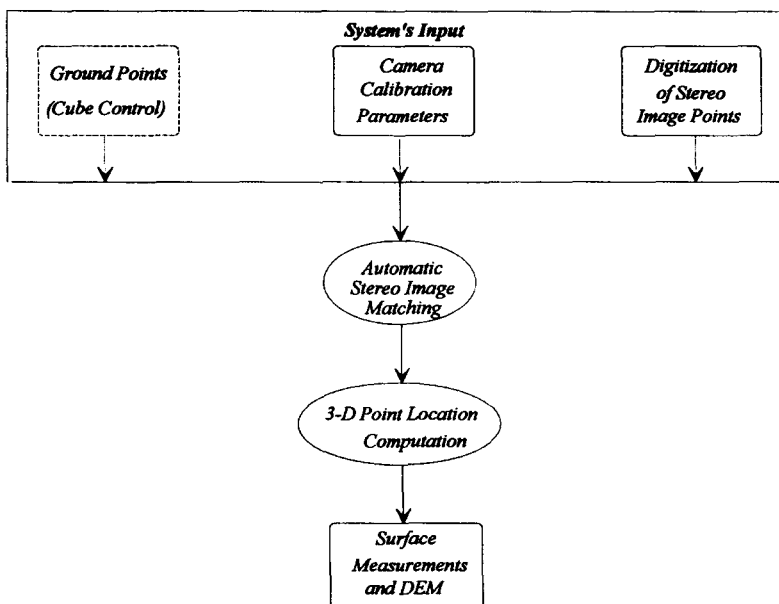 System's Input
Ground Points
(Cube Control)
Camera
Calibration
Parameters
Digitization
of Stereo
Image Points
Automatic
Stereo Image
Matching
3-D Point Location
Computation
Surface
Measurements
and DEM